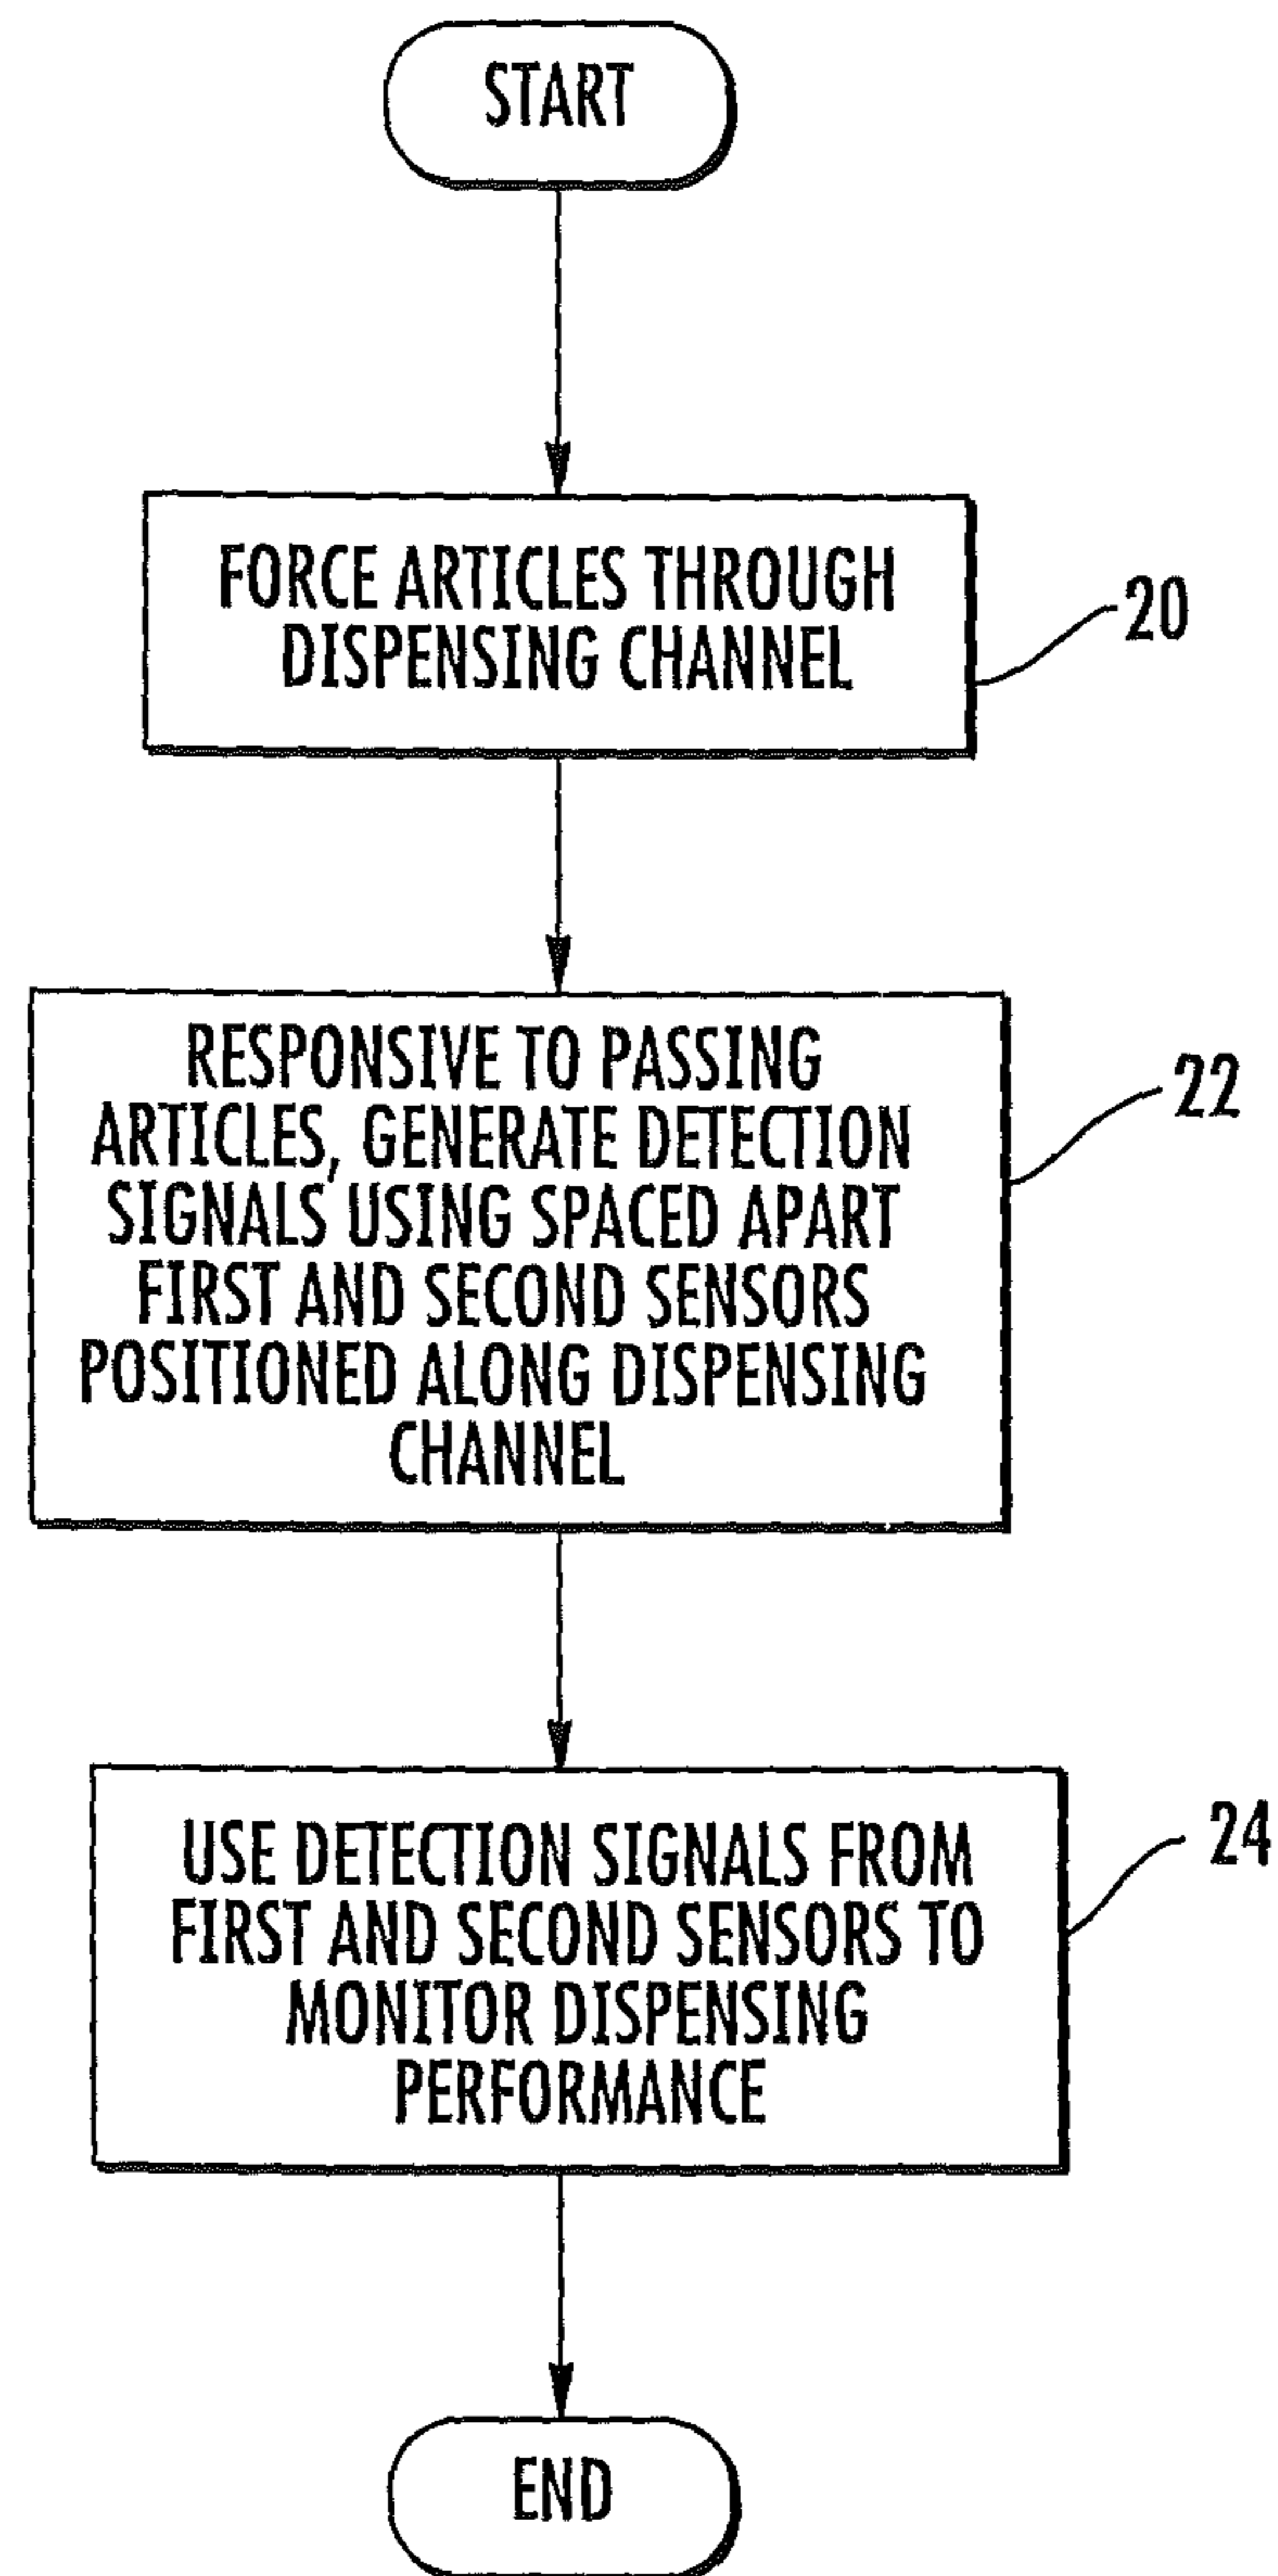 START
FORCE ARTICLES THROUGH
DISPENSING CHANNEL
20
RESPONSIVE TO PASSING
ARTICLES, GENERATE DETECTION
SIGNALS USING SPACED APART
FIRST AND SECOND SENSORS
POSITIONED ALONG DISPENSING
CHANNEL
22
USE DETECTION SIGNALS FROM
FIRST AND SECOND SENSORS TO
MONITOR DISPENSING
PERFORMANCE
24
END